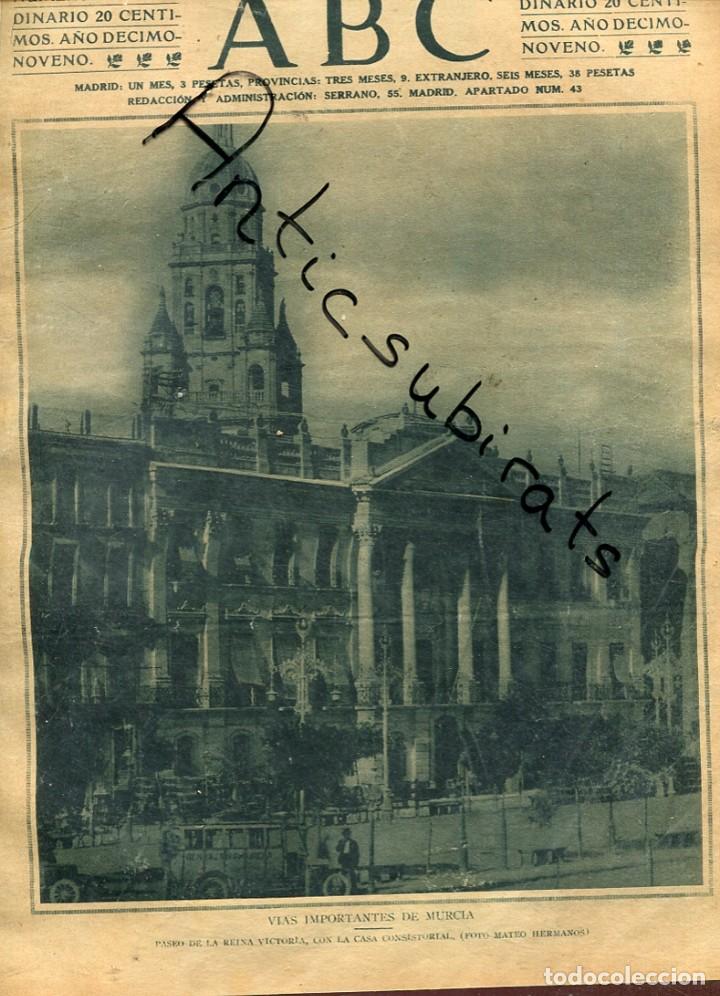 DINARIO 20 CENTI-
MOS. AÑO DECIMO-
NOVENO.
ABC
DINARIO 20 CENTI-
MOS. AÑO DECIMO-
NOVENO.
MADRID: UN MES, 3 PESETAS, PROVINCIAS: TRES MESES, 9. EXTRANJERO, SEIS MESES, 38 PESETAS
REDACCIÓN Y ADMINISTRACIÓN: SERRANO, 55. MADRID. APARTADO NUM. 43
Anticsubirats
VIAS IMPORTANTES DE MURCIA
PASEO DE LA REINA VICTORIA, CON LA CASA CONSISTORIAL. (FOTO MATEO HERMANOS)
todocoleccion